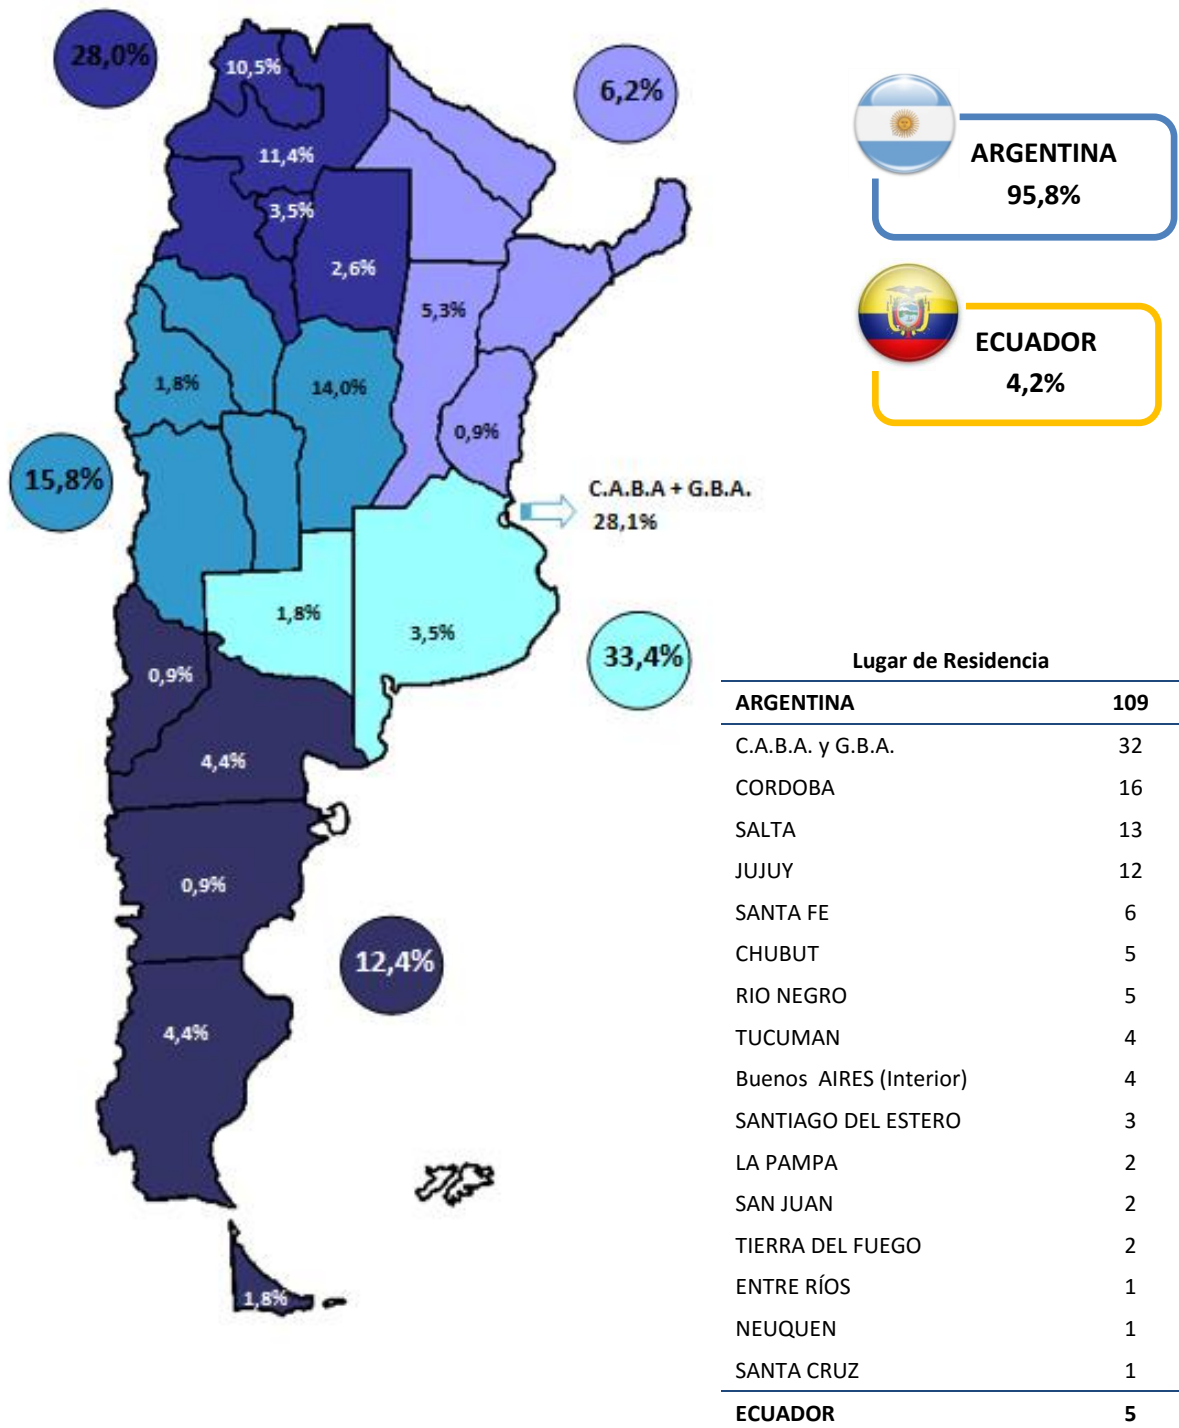 28,0%
10,5%
6,2%
11,4%
3,5%
2,6%
5,3%
1,8%
14,0%
0,9%
15,8%
C.A.B.A + G.B.A.
28,1%
1,8%
3,5%
33,4%
0,9%
4,4%
0,9%
12,4%
4,4%
1,8%
ARGENTINA
95,8%
ECUADOR
4,2%
Lugar de Residencia
ARGENTINA 109
C.A.B.A. y G.B.A. 32
CORDOBA 16
SALTA 13
JUJUY 12
SANTA FE 6
CHUBUT 5
RIO NEGRO 5
TUCUMAN 4
Buenos AIRES (Interior) 4
SANTIAGO DEL ESTERO 3
LA PAMPA 2
SAN JUAN 2
TIERRA DEL FUEGO 2
ENTRE RÍOS 1
NEUQUEN 1
SANTA CRUZ 1
ECUADOR 5